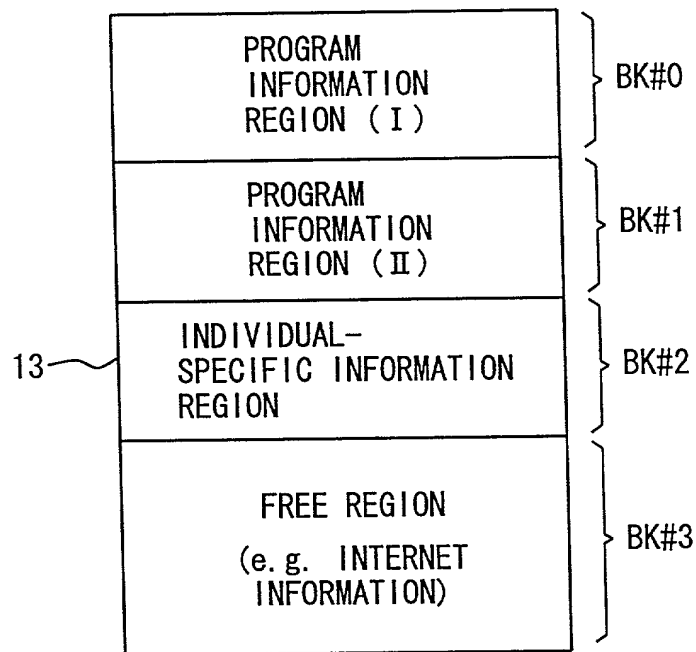 PROGRAM
INFORMATION
REGION (I)
BK#0
PROGRAM
INFORMATION
REGION (II)
BK#1
INDIVIDUAL-
SPECIFIC INFORMATION
REGION
BK#2
13
FREE REGION
(e.g. INTERNET
INFORMATION)
BK#3